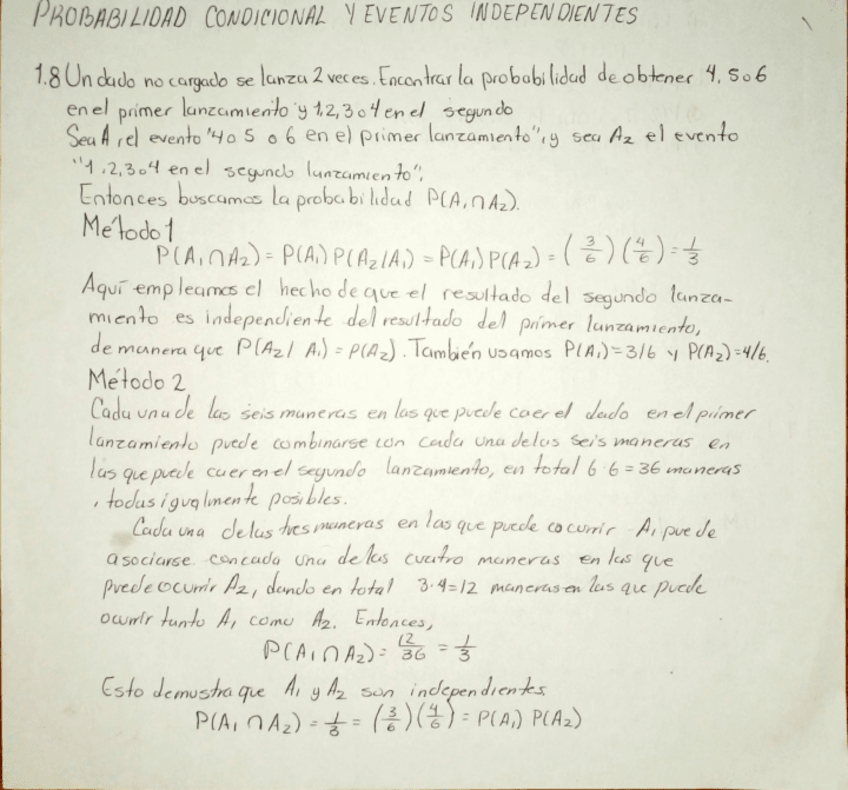 PROBABILIDAD CONDICIONAL Y EVENTOS INDEPENDIENTES
1.8 Un dado no cargado se lanza 2 veces. Encontrar la probabilidad de obtener 4, 5 o 6
en el primer lanzamiento y 1,2,3 o 4 en el segundo
Sea A1 el evento "4 o 5 o 6 en el primer lanzamiento", y sea A2 el evento
"1,2,3 o 4 en el segundo lanzamiento".
Entonces buscamos la probabilidad P(A1∩A2).
Método 1
P(A1∩A2) = P(A1) P(A2/A1) = P(A1) P(A2) = (3/6)(4/6) = 1/3
Aquí empleamos el hecho de que el resultado del segundo lanza-
miento es independiente del resultado del primer lanzamiento,
de manera que P(A2/A1) = P(A2). También usamos P(A1)=3/6 y P(A2)=4/6.
Método 2
Cada una de las seis maneras en las que puede caer el dado en el primer
lanzamiento puede combinarse con cada una de las seis maneras en
las que puede caer en el segundo lanzamiento, en total 6·6=36 maneras
, todas igualmente posibles.
Cada una de las tres maneras en las que puede cocurrir A1 puede
asociarse con cada una de las cuatro maneras en las que
puede ocurrir A2, dando en total 3·4=12 maneras en las que puede
ocurrir tanto A1 como A2. Entonces,
P(A1∩A2) = 12/36 = 1/3
Esto demustra que A1 y A2 son independientes
P(A1∩A2) = 1/3 = (3/6)(4/6) = P(A1) P(A2)